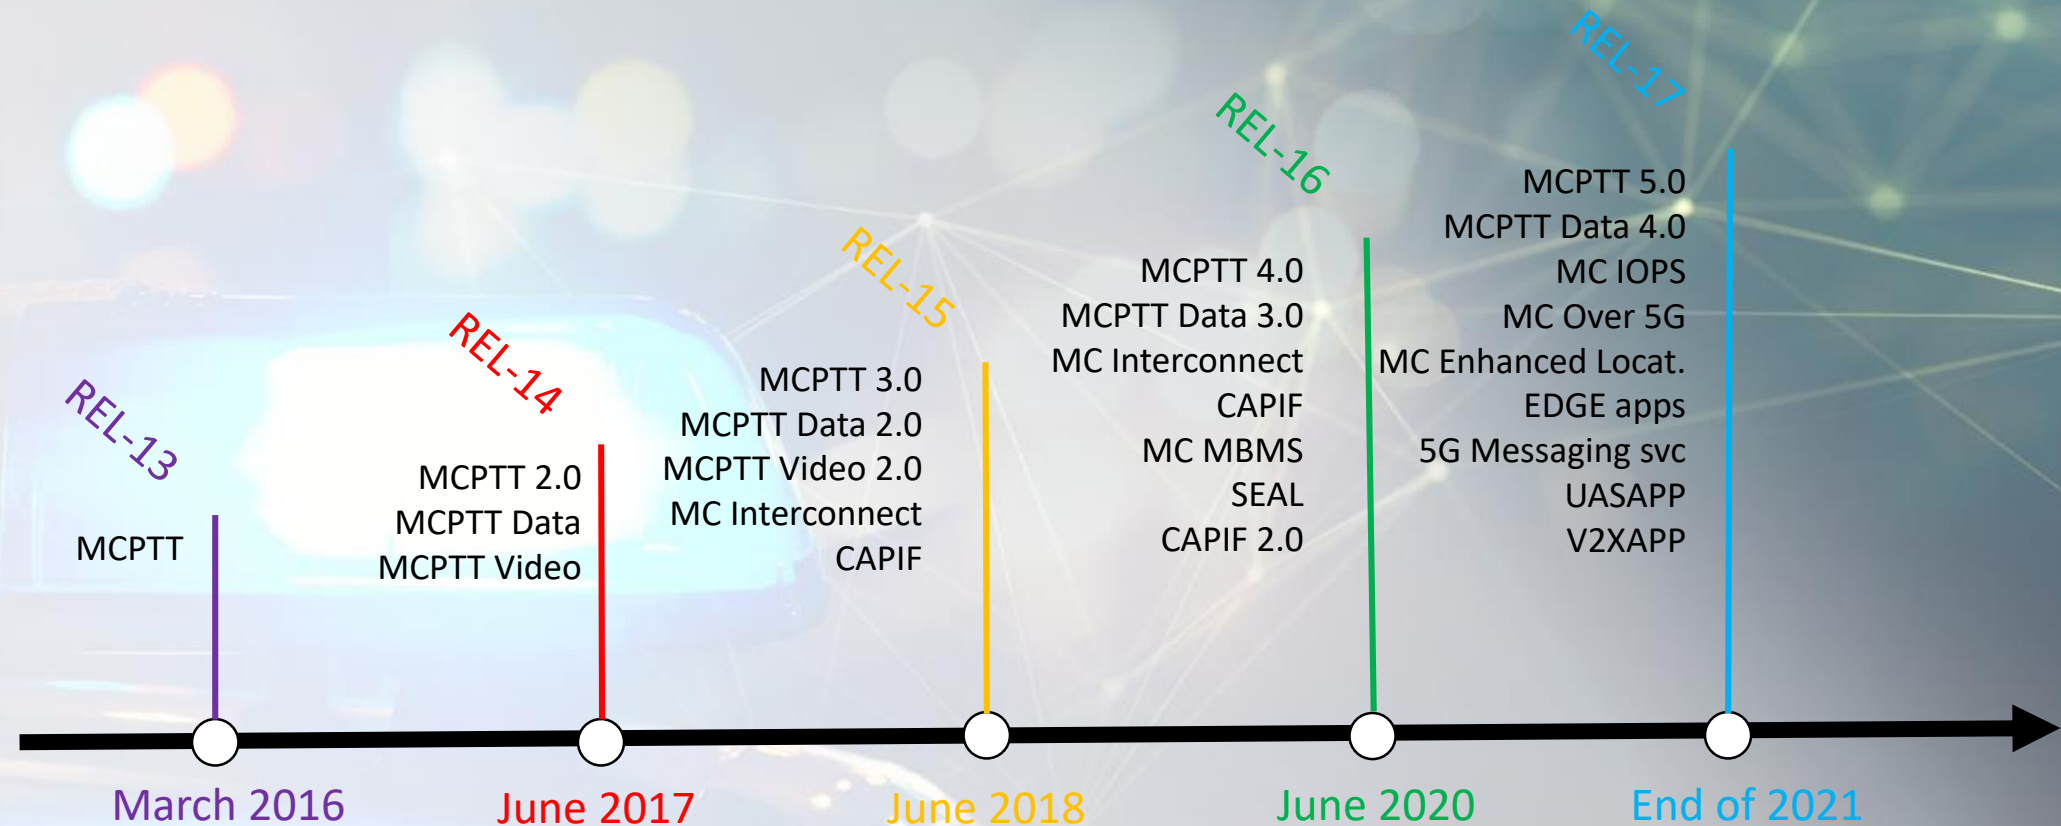 REL-13
MCPTT
March 2016
REL-14
MCPTT 2.0
MCPTT Data
MCPTT Video
June 2017
REL-15
MCPTT 3.0
MCPTT Data 2.0
MCPTT Video 2.0
MC Interconnect
CAPIF
June 2018
REL-16
MCPTT 4.0
MCPTT Data 3.0
MC Interconnect
CAPIF
MC MBMS
SEAL
CAPIF 2.0
June 2020
REL-17
MCPTT 5.0
MCPTT Data 4.0
MC IOPS
MC Over 5G
MC Enhanced Locat.
EDGE apps
5G Messaging svc
UASAPP
V2XAPP
End of 2021